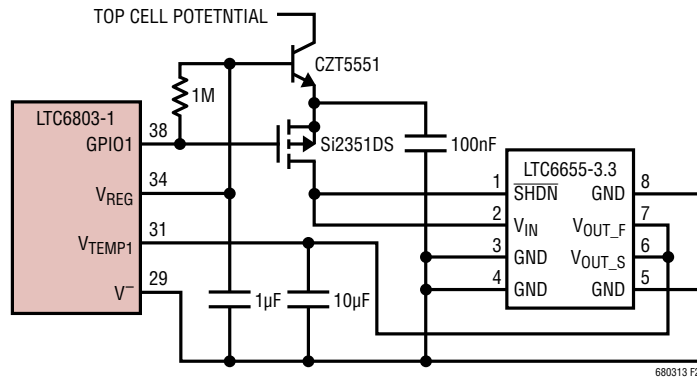 TOP CELL POTETNTIAL
CZT5551
1M
LTC6803-1
GPIO1
38
Si2351DS
100nF
LTC6655-3.3
VREG
34
1
SHDN
GND
8
2
VIN
VOUT_F
7
VTEMP1
31
3
GND
VOUT_S
6
4
GND
GND
5
V–
29
1µF
10µF
680313 F2